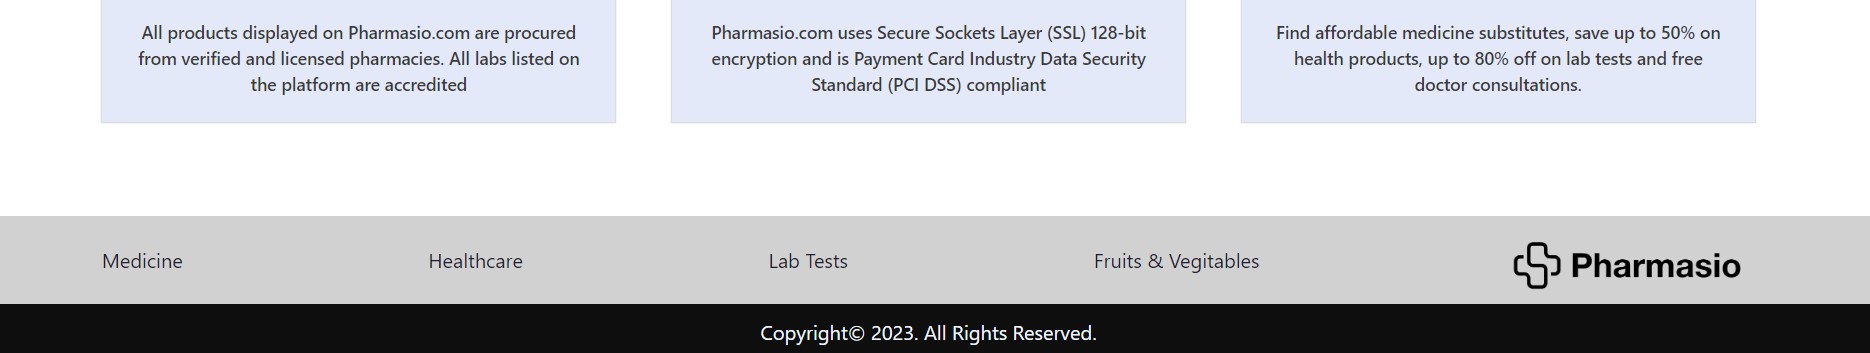 All products displayed on Pharmasio.com are procured
from verified and licensed pharmacies. All labs listed on
the platform are accredited
Pharmasio.com uses Secure Sockets Layer (SSL) 128-bit
encryption and is Payment Card Industry Data Security
Standard (PCI DSS) compliant
Find affordable medicine substitutes, save up to 50% on
health products, up to 80% off on lab tests and free
doctor consultations.
Medicine
Healthcare
Lab Tests
Fruits & Vegitables
Pharmasio
Copyright© 2023. All Rights Reserved.